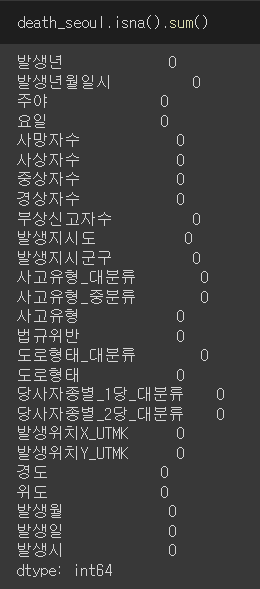 death_seoul.isna().sum()
발생년 0
발생년월일시 0
주야 0
요일 0
사망자수 0
사상자수 0
중상자수 0
경상자수 0
부상신고자수 0
발생지시도 0
발생지시군구 0
사고유형_대분류 0
사고유형_중분류 0
사고유형 0
법규위반 0
도로형태_대분류 0
도로형태 0
당사자종별_1당_대분류 0
당사자종별_2당_대분류 0
발생위치X_UTMK 0
발생위치Y_UTMK 0
경도 0
위도 0
발생월 0
발생일 0
발생시 0
dtype: int64